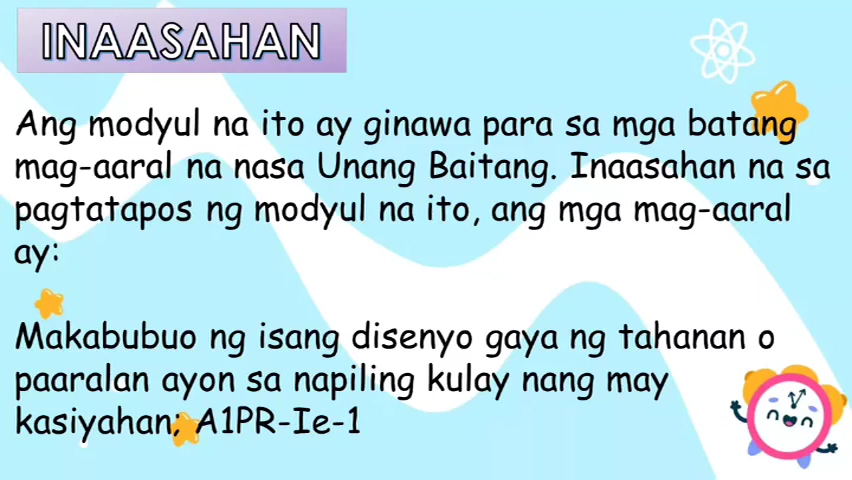 INAASAHAN
Ang modyul na ito ay ginawa para sa mga batang
mag-aaral na nasa Unang Baitang. Inaasahan na sa
pagtatapos ng modyul na ito, ang mga mag-aaral
ay:
Makabubuo ng isang disenyo gaya ng tahanan o
paaralan ayon sa napiling kulay nang may
kasiyahan; A1PR-Ie-1